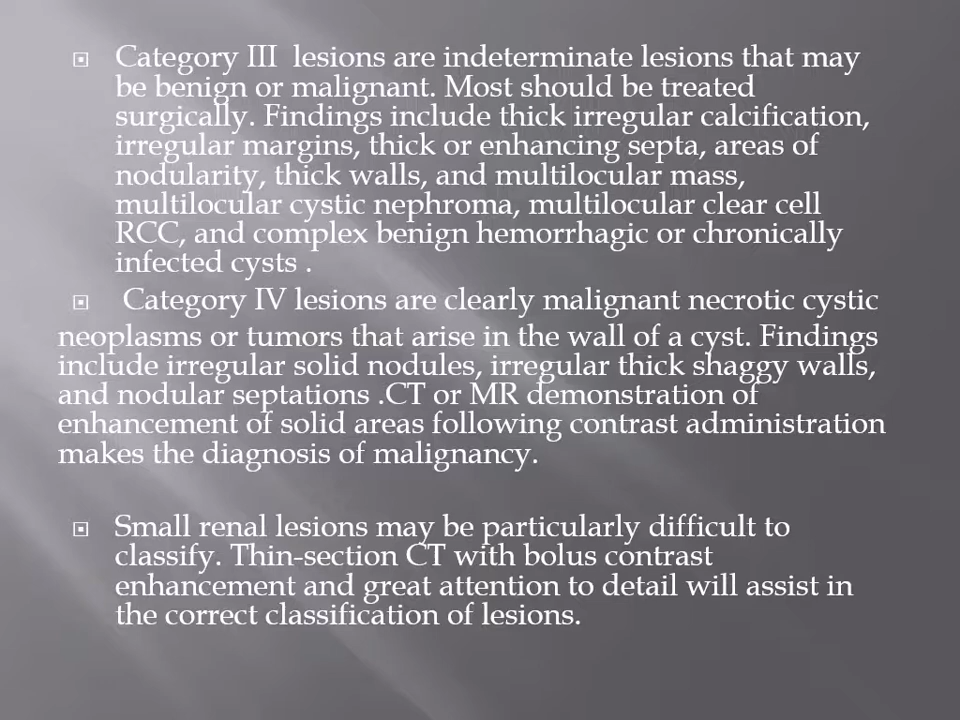 Category III  lesions are indeterminate lesions that may
be benign or malignant. Most should be treated
surgically. Findings include thick irregular calcification,
irregular margins, thick or enhancing septa, areas of
nodularity, thick walls, and multilocular mass,
multilocular cystic nephroma, multilocular clear cell
RCC, and complex benign hemorrhagic or chronically
infected cysts .
Category IV lesions are clearly malignant necrotic cystic
neoplasms or tumors that arise in the wall of a cyst. Findings
include irregular solid nodules, irregular thick shaggy walls,
and nodular septations .CT or MR demonstration of
enhancement of solid areas following contrast administration
makes the diagnosis of malignancy.
Small renal lesions may be particularly difficult to
classify. Thin-section CT with bolus contrast
enhancement and great attention to detail will assist in
the correct classification of lesions.